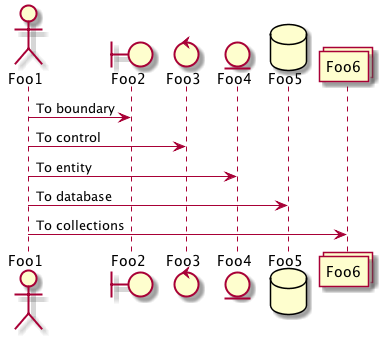 Foo1 Foo2 Foo3 Foo4 Foo5 Foo6
To boundary
To control
To entity
To database
To collections
Foo1 Foo2 Foo3 Foo4 Foo5 Foo6